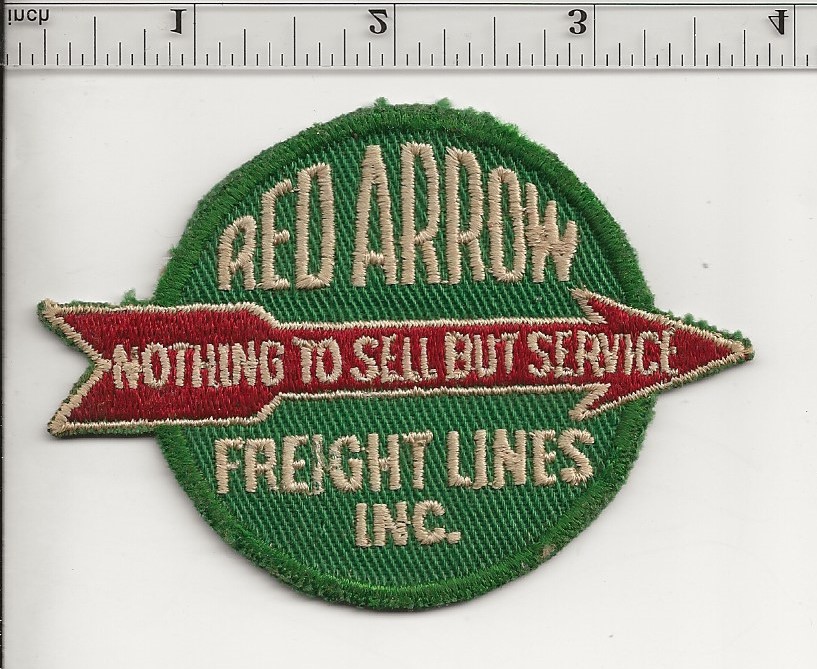 inch 1 2 3 4
RED ARROW
NOTHING TO SELL BUT SERVICE
FREIGHT LINES
INC.